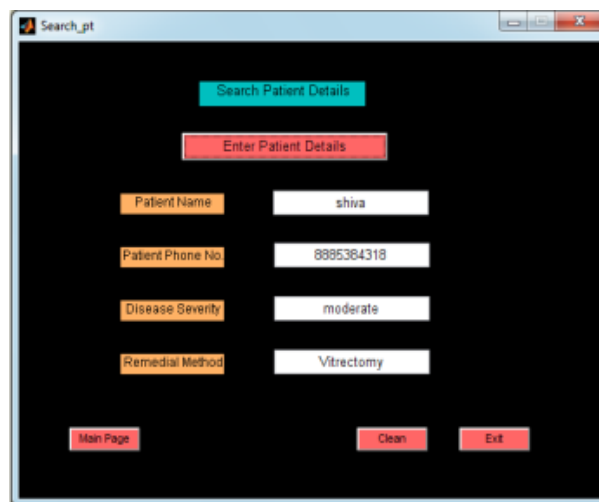 Search_pt
Search Patient Details
Enter Patient Details
Patient Name shiva
Patient Phone No. 8885384318
Disease Severity moderate
Remedial Method Vitrectomy
Main Page Clean Exit